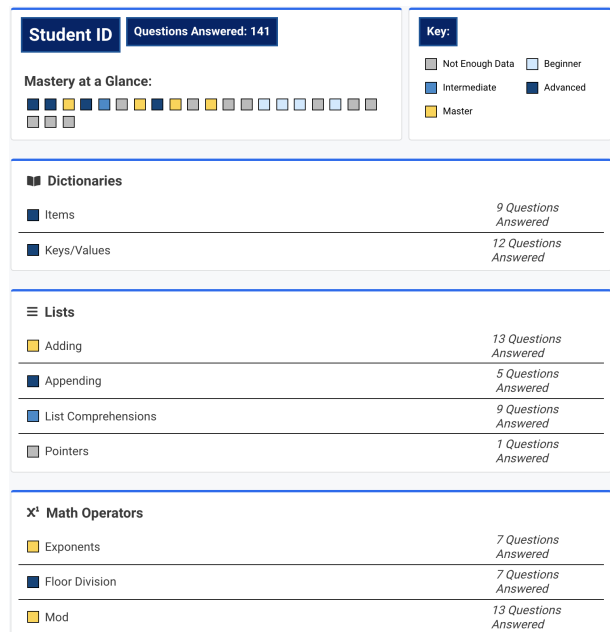 Student ID
Questions Answered: 141
Mastery at a Glance:
Key:
Not Enough Data
Beginner
Intermediate
Advanced
Master
Dictionaries
Items
9 Questions
Answered
Keys/Values
12 Questions
Answered
Lists
Adding
13 Questions
Answered
Appending
5 Questions
Answered
List Comprehensions
9 Questions
Answered
Pointers
1 Questions
Answered
X¹ Math Operators
Exponents
7 Questions
Answered
Floor Division
7 Questions
Answered
Mod
13 Questions
Answered